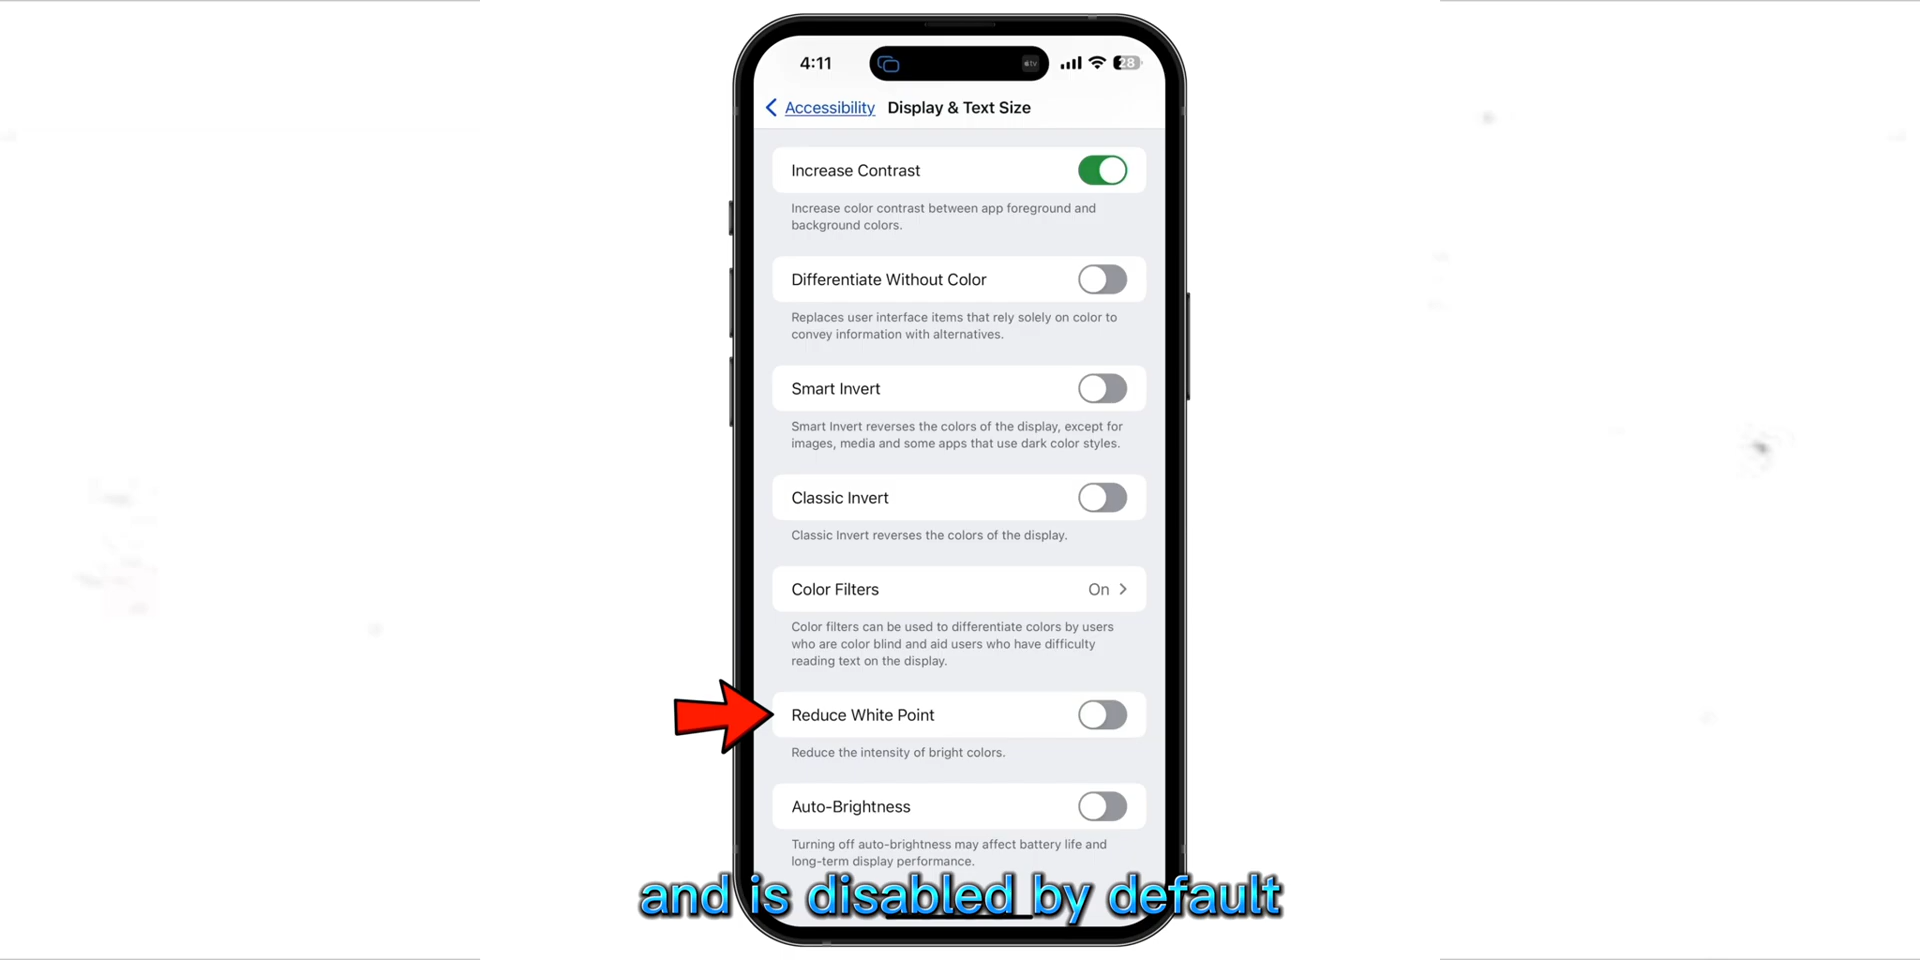 4:11
tv
28
Accessibility Display & Text Size
Increase Contrast
Increase color contrast between app foreground and
background colors.
Differentiate Without Color
Replaces user interface items that rely solely on color to
convey information with alternatives.
Smart Invert
Smart Invert reverses the colors of the display, except for
images, media and some apps that use dark color styles.
Classic Invert
Classic Invert reverses the colors of the display.
Color Filters On
Color filters can be used to differentiate colors by users
who are color blind and aid users who have difficulty
reading text on the display.
Reduce White Point
Reduce the intensity of bright colors.
Auto-Brightness
Turning off auto-brightness may affect battery life and
long-term display performance.
and is disabled by default